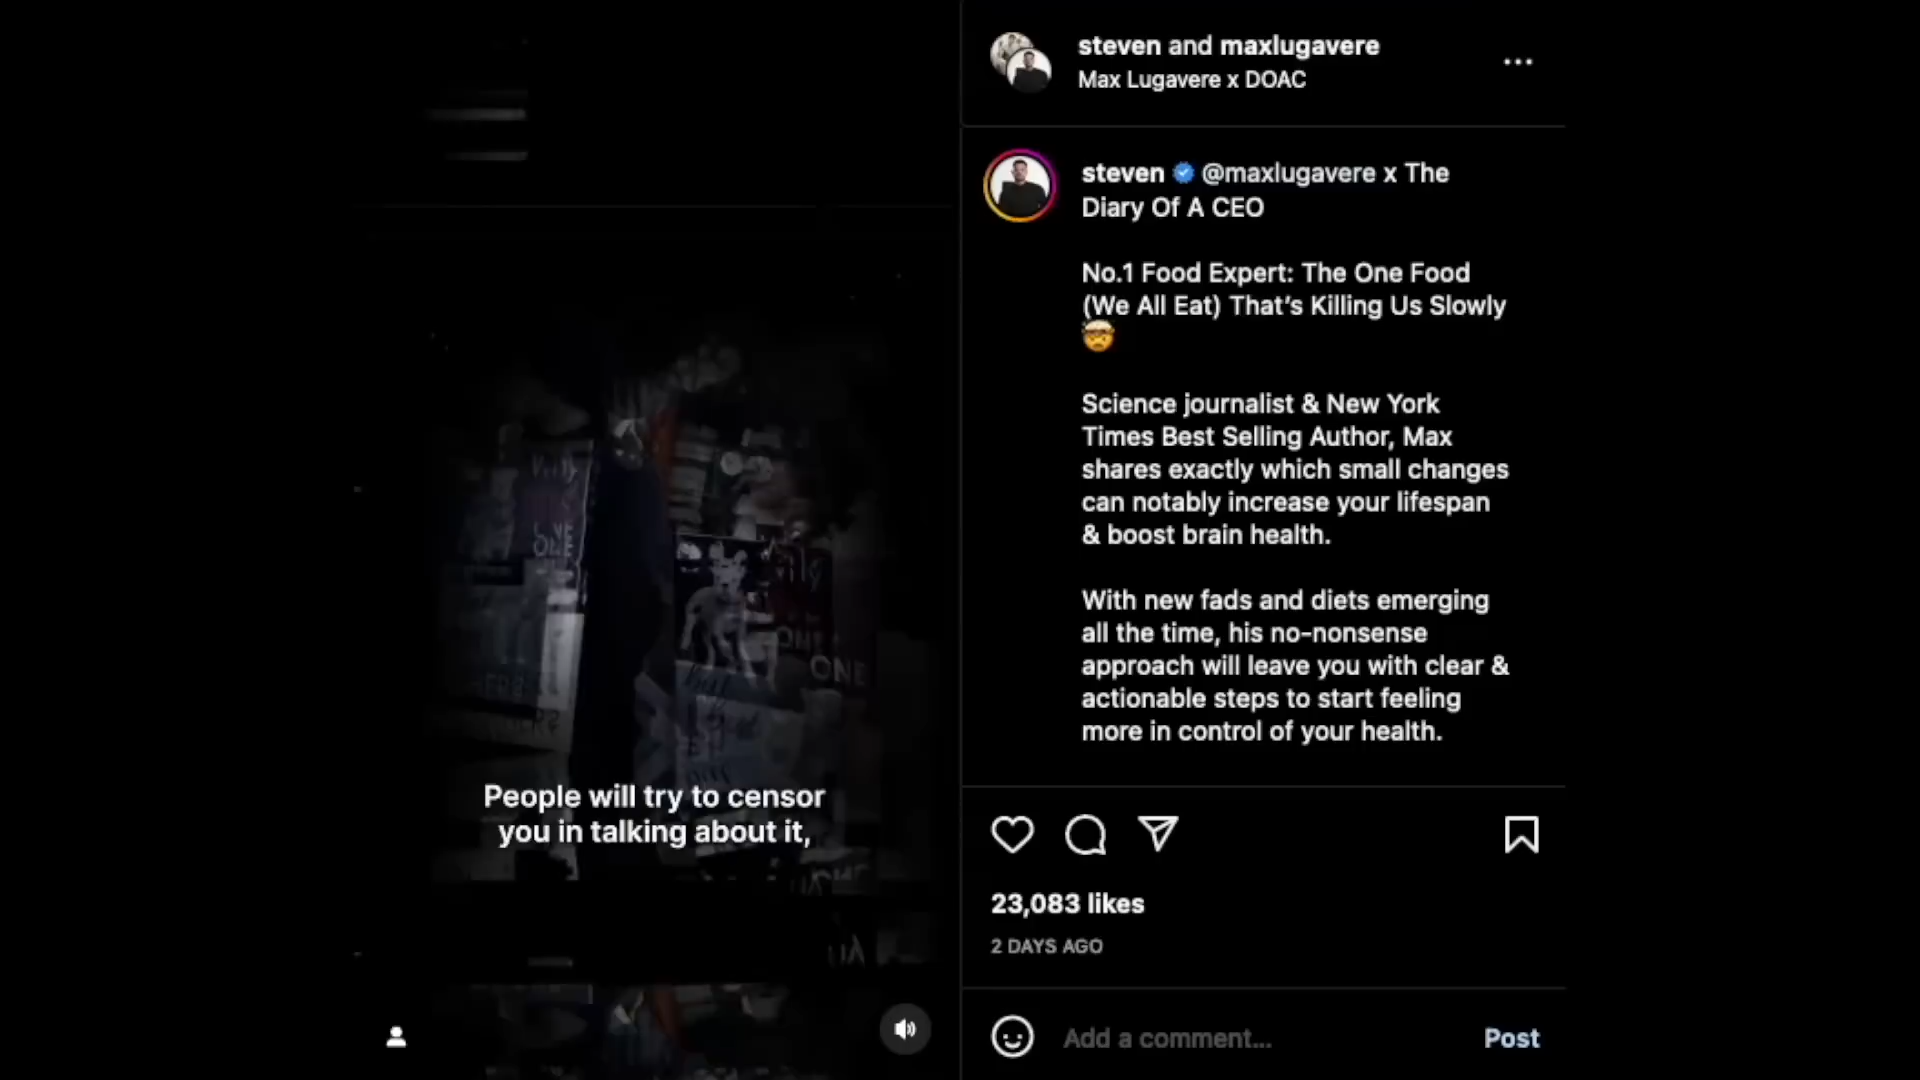 steven and maxlugavere
Max Lugavere x DOAC
steven @maxlugavere x The
Diary Of A CEO
No.1 Food Expert: The One Food
(We All Eat) That's Killing Us Slowly
🤯
Science journalist & New York
Times Best Selling Author, Max
shares exactly which small changes
can notably increase your lifespan
& boost brain health.
With new fads and diets emerging
all the time, his no-nonsense
approach will leave you with clear &
actionable steps to start feeling
more in control of your health.
ONE
People will try to censor
you in talking about it,
23,083 likes
2 DAYS AGO
Add a comment...
Post